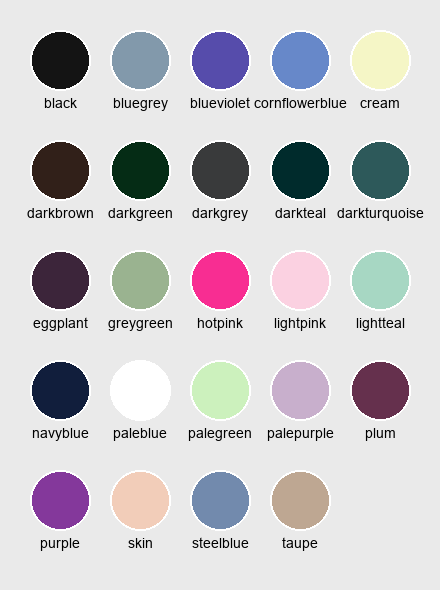 black bluegrey blueviolet cornflowerblue cream
darkbrown darkgreen darkgrey darkteal darkturquoise
eggplant greygreen hotpink lightpink lightteal
navyblue paleblue palegreen palepurple plum
purple skin steelblue taupe